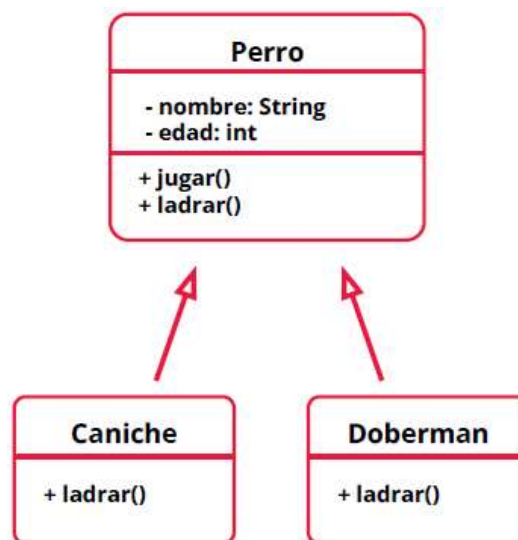 Perro
- nombre: String
- edad: int
+ jugar()
+ ladrar()
Caniche
+ ladrar()
Doberman
+ ladrar()